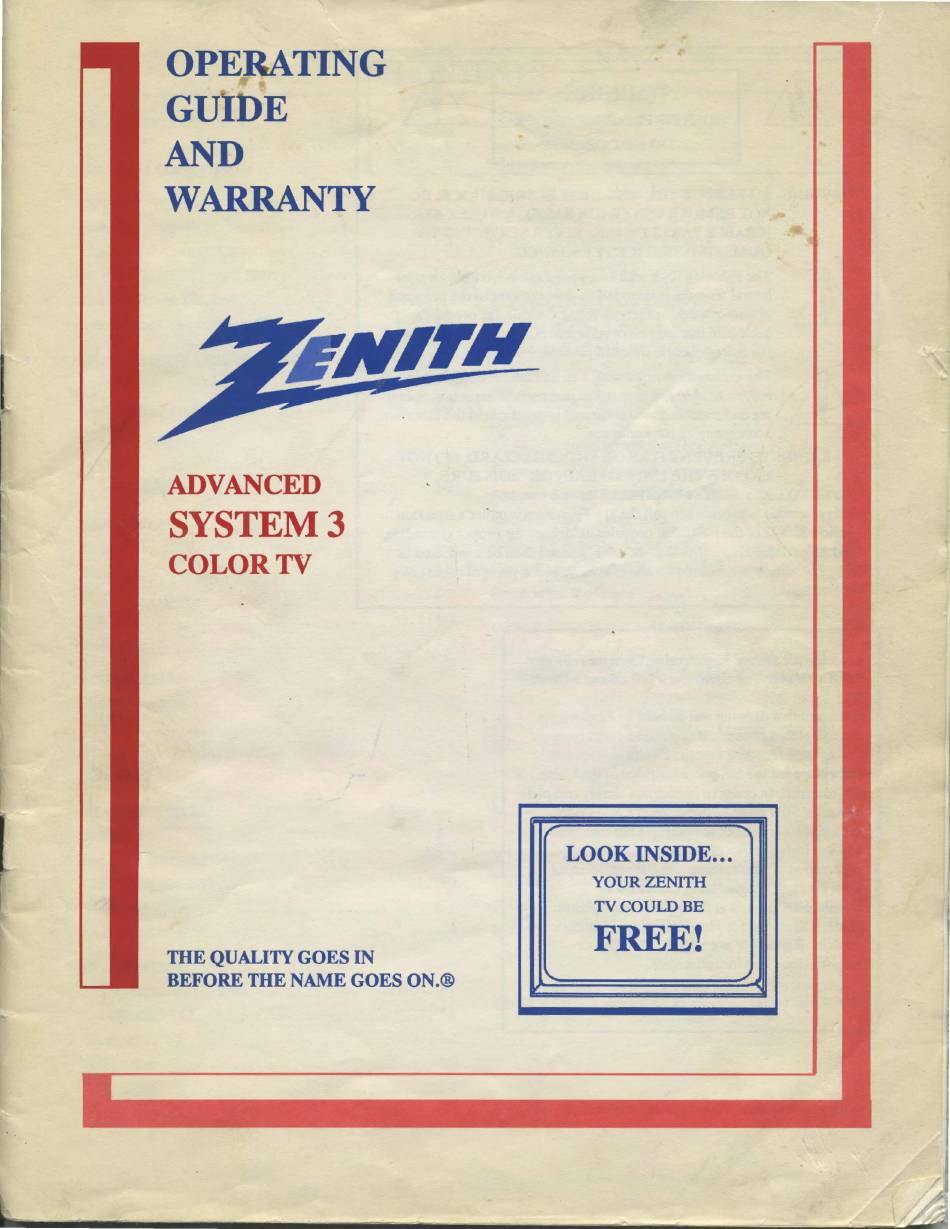 OPERATING
GUIDE
AND
WARRANTY
ZENITH
ADVANCED
SYSTEM 3
COLOR TV
LOOK INSIDE...
YOUR ZENITH
TV COULD BE
FREE!
THE QUALITY GOES IN
BEFORE THE NAME GOES ON.®